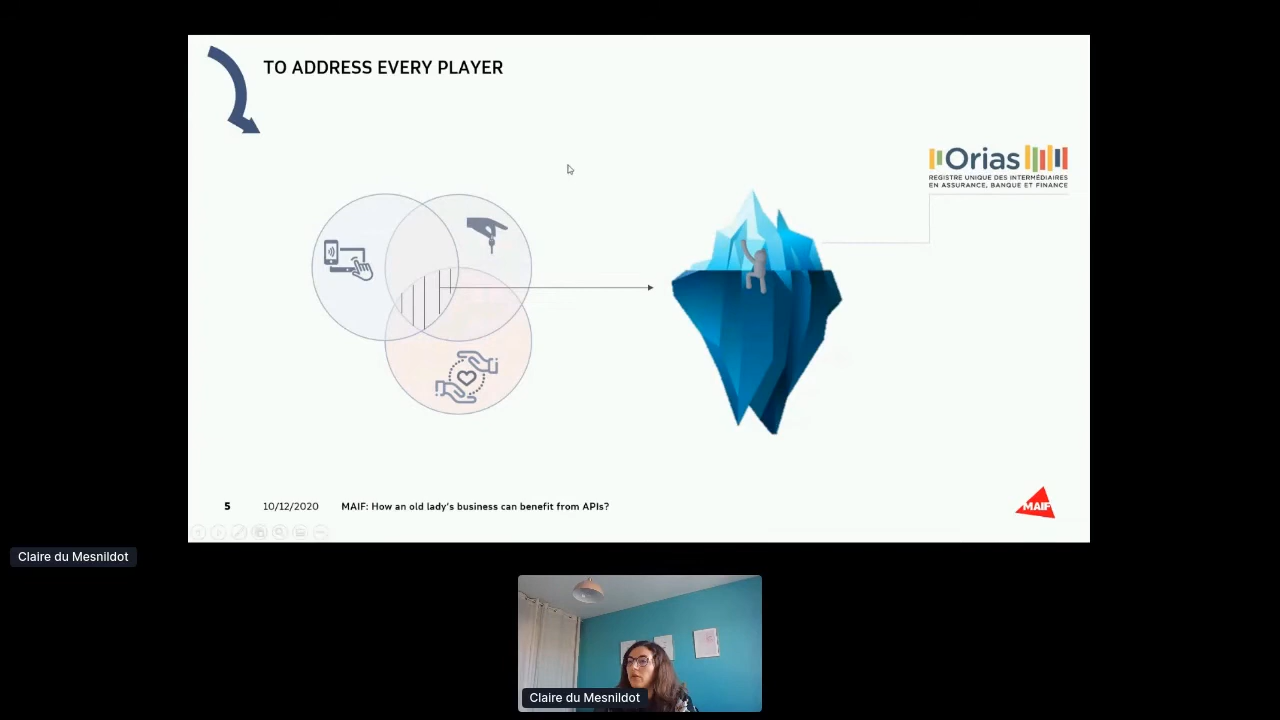 TO ADDRESS EVERY PLAYER
Orias
REGISTRE UNIQUE DES INTERMÉDIAIRES
EN ASSURANCE, BANQUE ET FINANCE
5 10/12/2020 MAIF: How an old lady's business can benefit from APIs?
MAIF
Claire du Mesnildot
Claire du Mesnildot